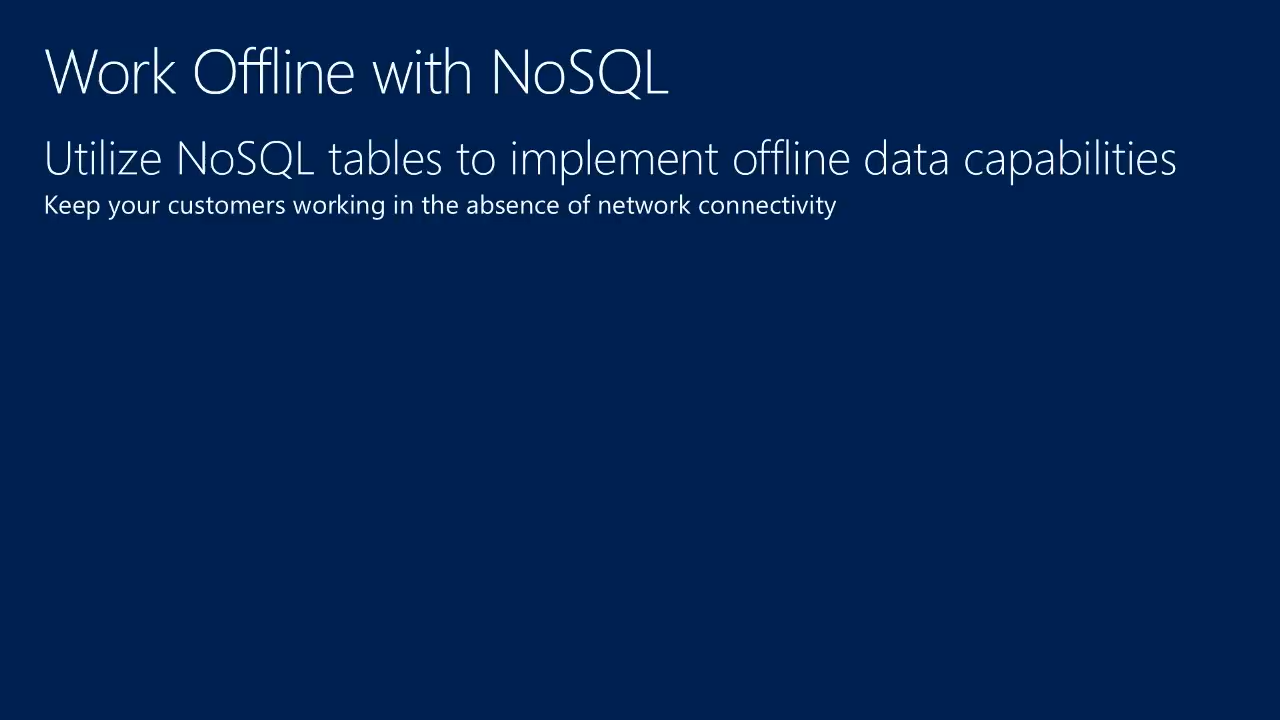 Work Offline with NoSQL
Utilize NoSQL tables to implement offline data capabilities
Keep your customers working in the absence of network connectivity